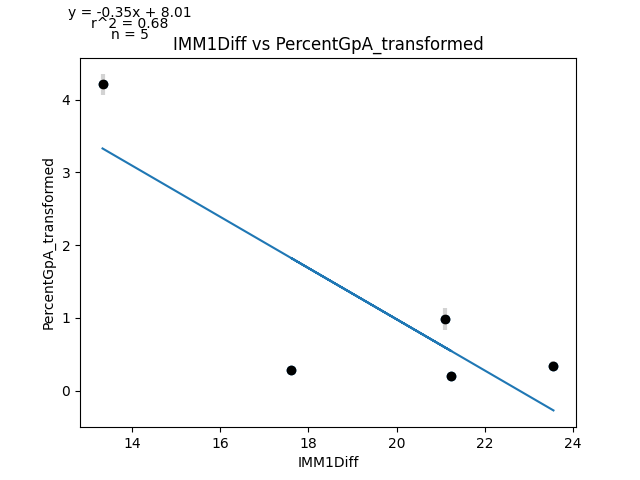 y = -0.35x + 8.01
r^2 = 0.68
n = 5
IMM1Diff vs PercentGpA_transformed
PercentGpA_transformed
4
3
2
1
0
14 16 18 20 22 24
IMM1Diff